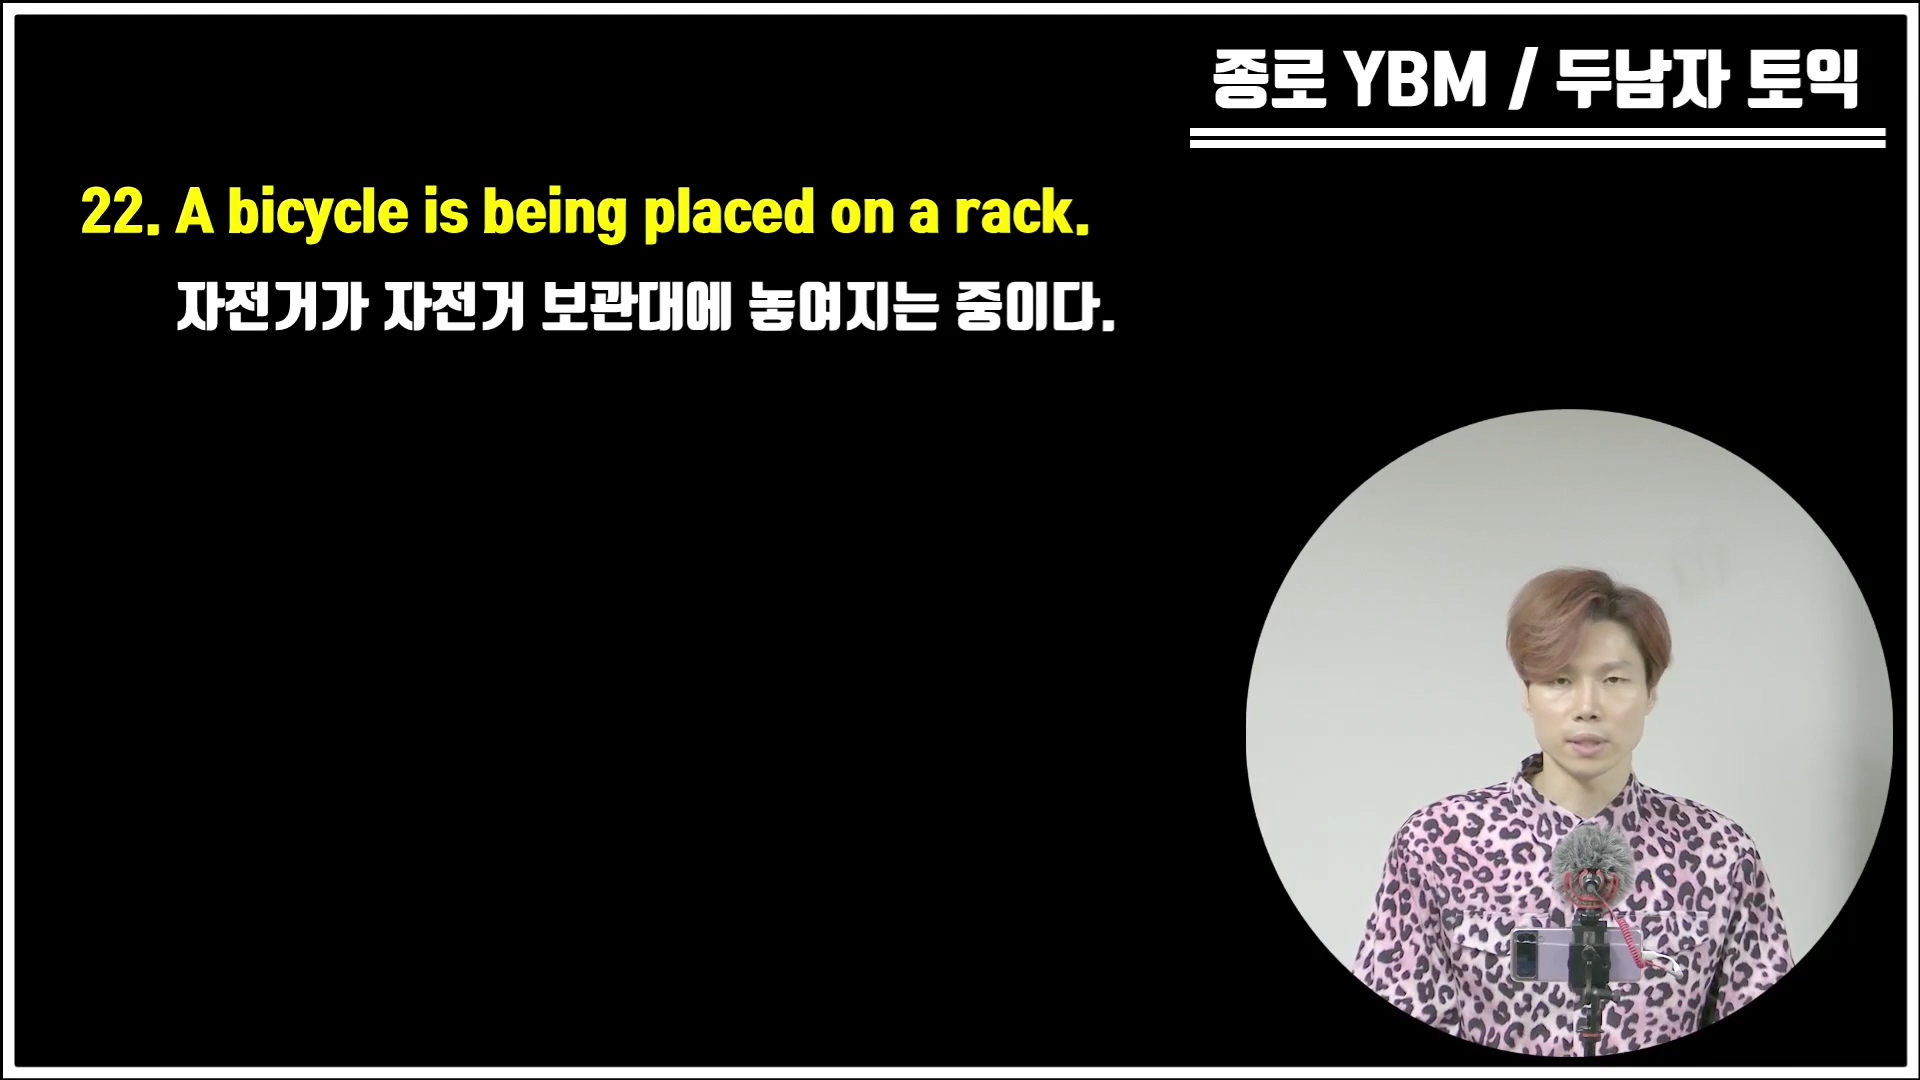 종로 YBM / 두남자 토익
22. A bicycle is being placed on a rack.
자전거가 자전거 보관대에 놓여지는 중이다.